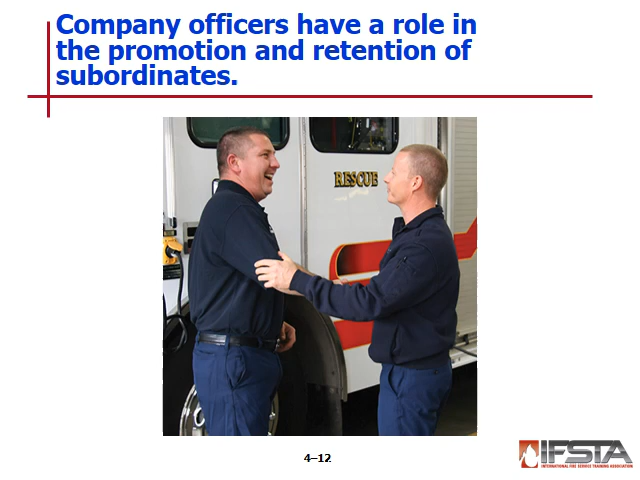 Company officers have a role in
the promotion and retention of
subordinates.
RESCUE
4–12
IFSTA
INTERNATIONAL FIRE SERVICE TRAINING ASSOCIATION